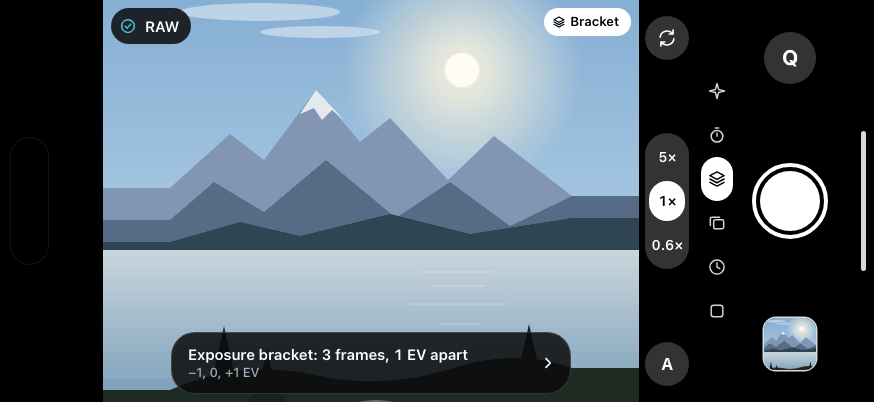 RAW
Bracket
Q
5×
1×
0.6×
Exposure bracket: 3 frames, 1 EV apart
−1, 0, +1 EV
A